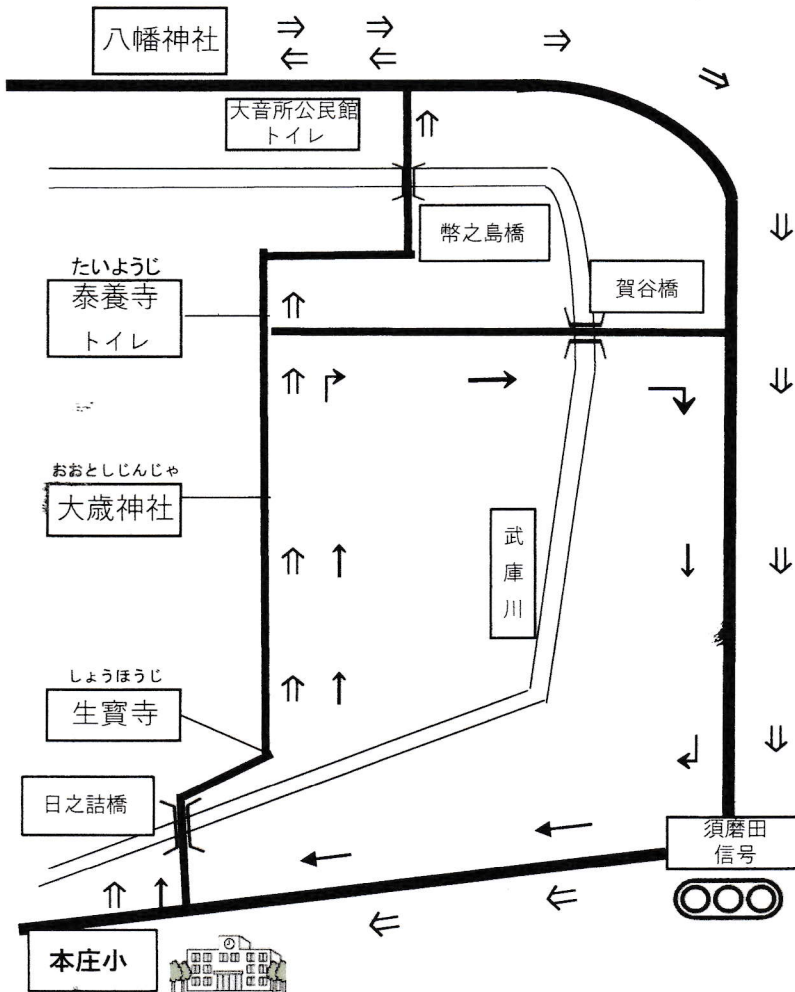 八幡神社
大音所公民館
トイレ
幣之島橋
賀谷橋
たいようじ
泰養寺
トイレ
おおとしじんじゃ
大歳神社
武庫川
しょうほうじ
生寳寺
日之詰橋
須磨田
信号
本庄小